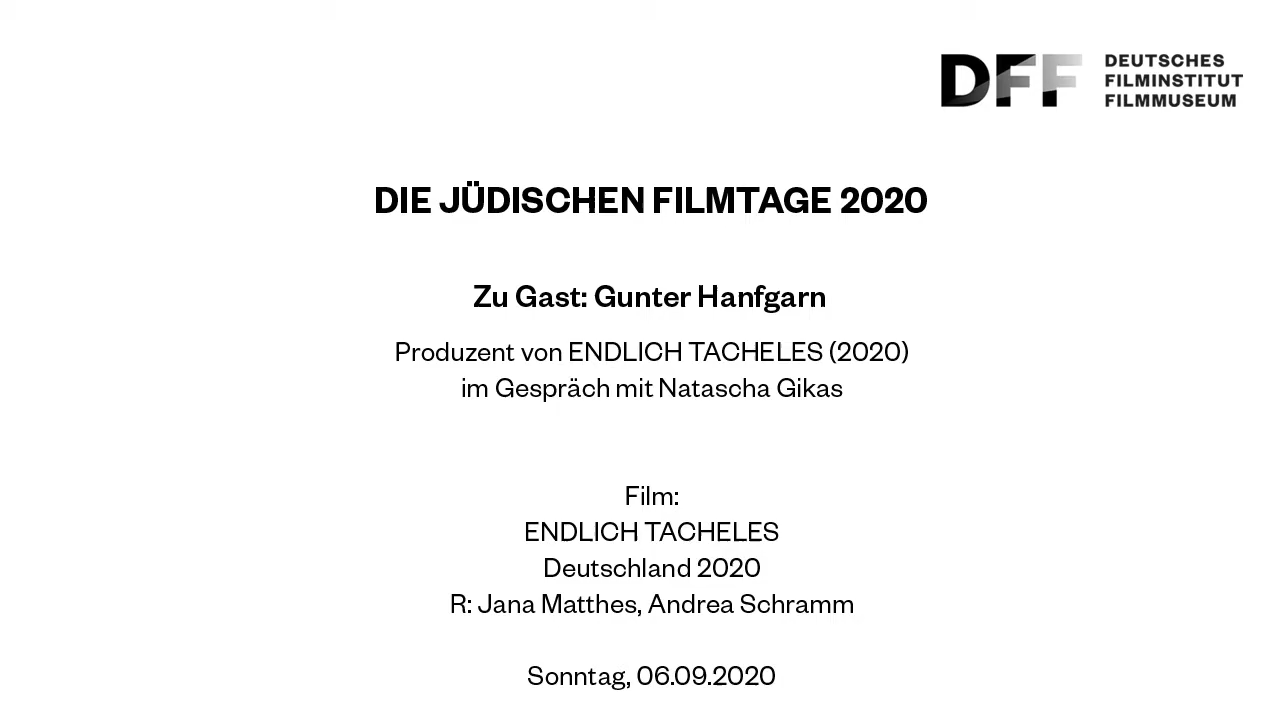 DFF DEUTSCHES
FILMINSTITUT
FILMMUSEUM
DIE JÜDISCHEN FILMTAGE 2020
Zu Gast: Gunter Hanfgarn
Produzent von ENDLICH TACHELES (2020)
im Gespräch mit Natascha Gikas
Film:
ENDLICH TACHELES
Deutschland 2020
R: Jana Matthes, Andrea Schramm
Sonntag, 06.09.2020